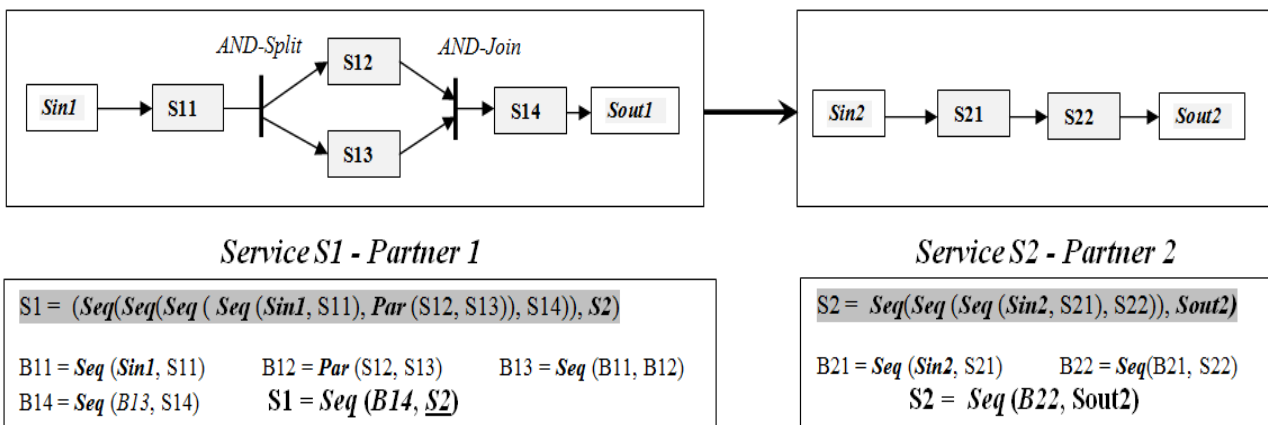 AND-Split
AND-Join
Sin1
S11
S12
S13
S14
Sout1
Sin2
S21
S22
Sout2
Service S1 - Partner 1
S1 = (Seq(Seq(Seq ( Seq (Sin1, S11), Par (S12, S13)), S14)), S2)
B11 = Seq (Sin1, S11) B12 = Par (S12, S13) B13 = Seq (B11, B12)
B14 = Seq (B13, S14) S1 = Seq (B14, S2)
Service S2 - Partner 2
S2 = Seq(Seq (Seq (Sin2, S21), S22)), Sout2)
B21 = Seq (Sin2, S21) B22 = Seq(B21, S22)
S2 = Seq (B22, Sout2)